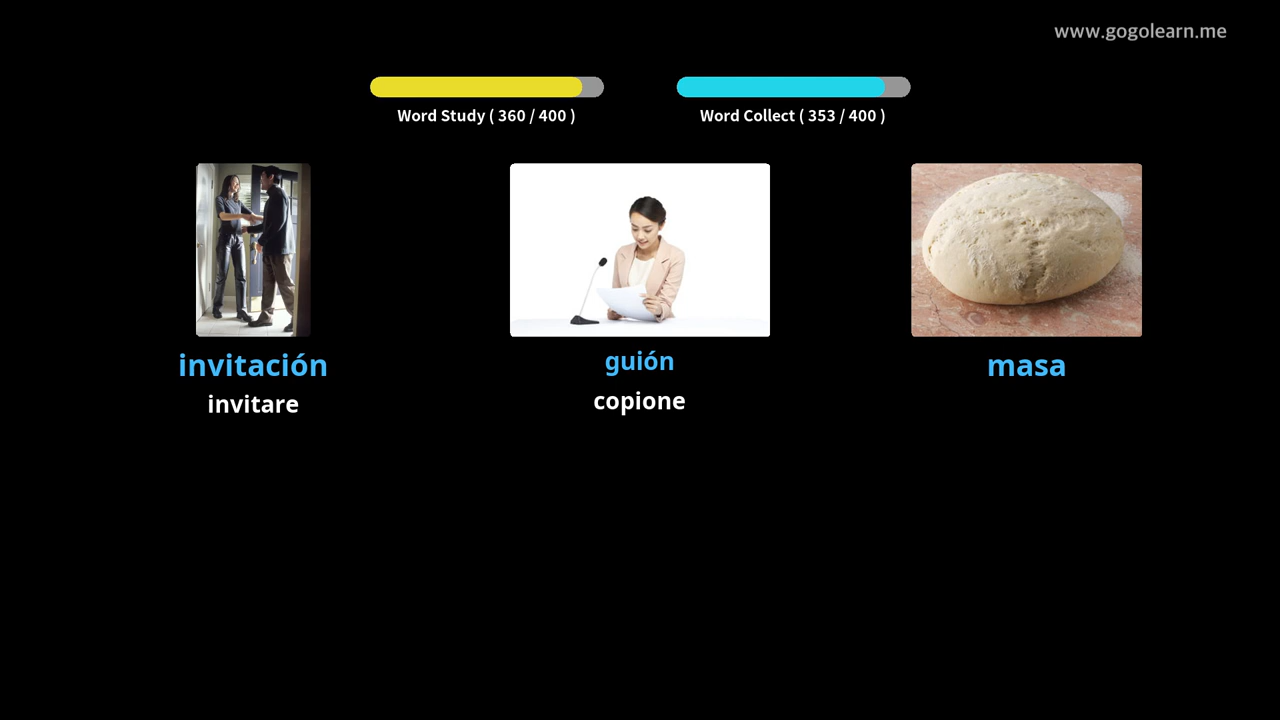 www.gogolearn.me
Word Study ( 360 / 400 )
Word Collect ( 353 / 400 )
invitación
invitare
guión
copione
masa